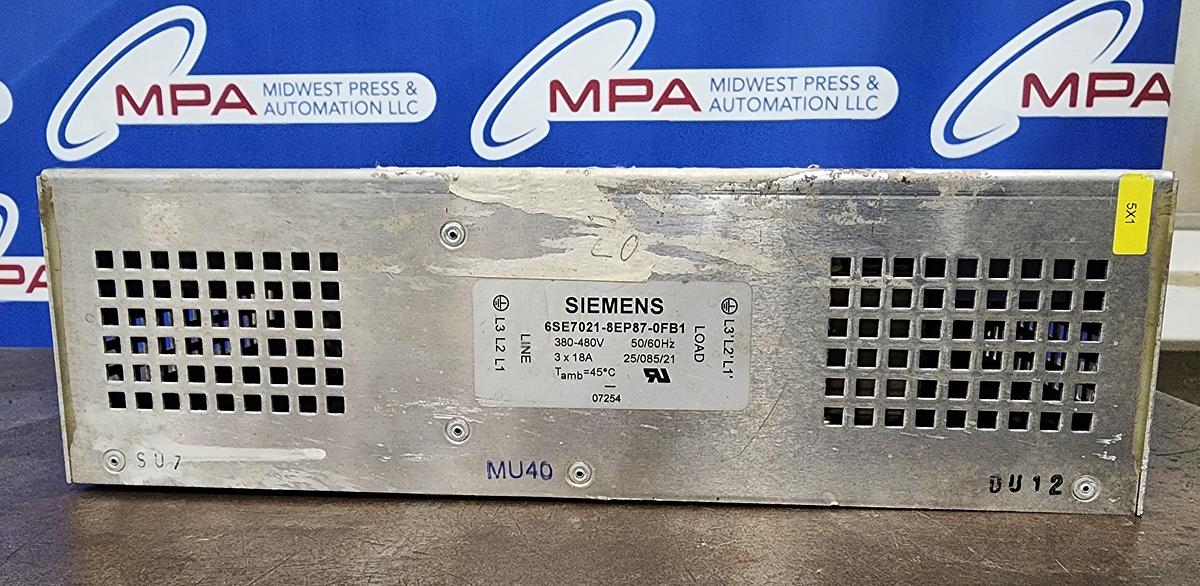 MPA MIDWEST PRESS &
AUTOMATION LLC
MPA MIDWEST PRESS &
AUTOMATION LLC
MPA
PA
5X1
20
SIEMENS
6SE7021-8EP87-0FB1
380-480V 50/60Hz
3 x 18A 25/085/21
Tamb=45°C
07254
L3 L2 L1
LINE
LOAD
L3' L2' L1'
SU7
MU40
DU12